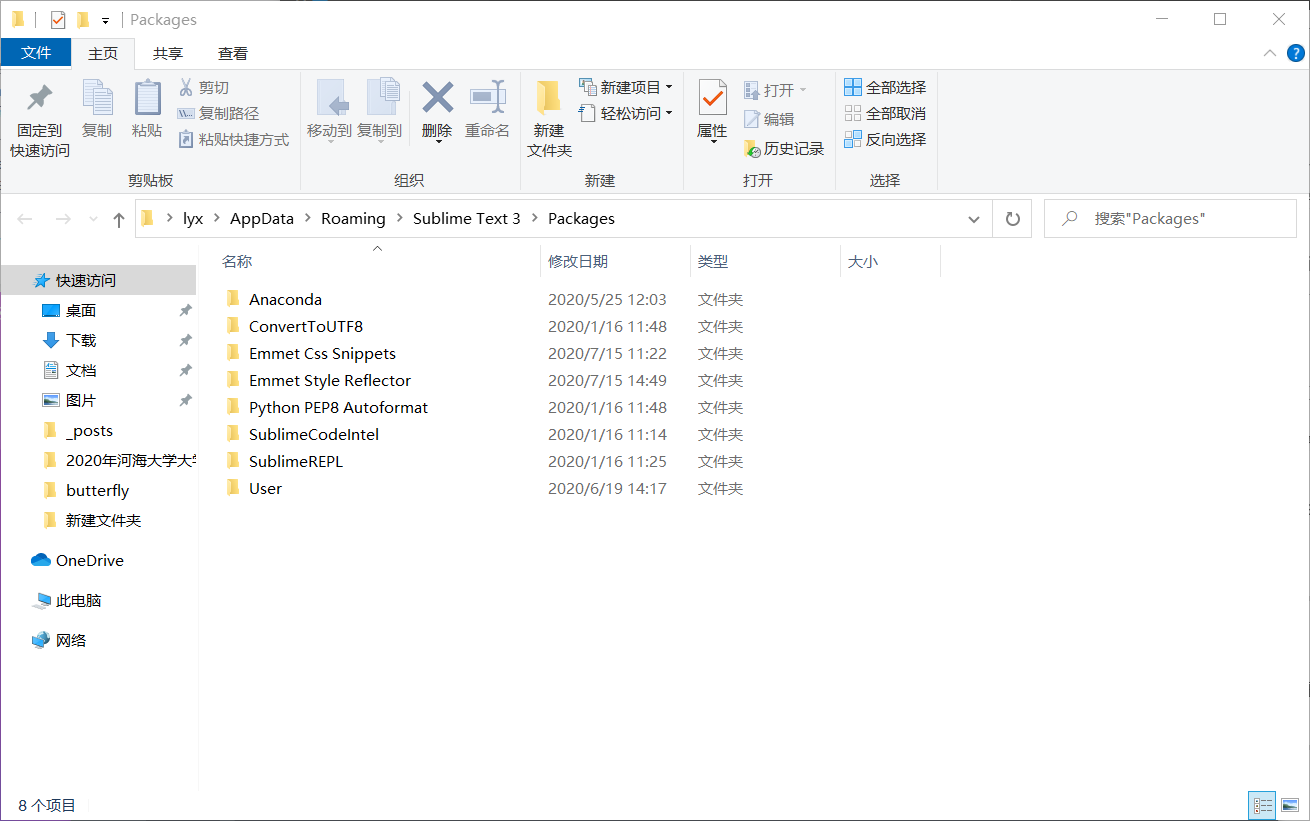 Packages
文件 主页 共享 查看
固定到快速访问 复制 粘贴 剪切 复制路径 粘贴快捷方式 移动到 复制到 删除 重命名 新建文件夹 新建项目 轻松访问 属性 打开 编辑 历史记录 全部选择 全部取消 反向选择
剪贴板 组织 新建 打开 选择
lyx AppData Roaming Sublime Text 3 Packages 搜索"Packages"
名称 修改日期 类型 大小
快速访问
桌面
下载
文档
图片
_posts
2020年河海大学大
butterfly
新建文件夹
OneDrive
此电脑
网络
Anaconda 2020/5/25 12:03 文件夹
ConvertToUTF8 2020/1/16 11:48 文件夹
Emmet Css Snippets 2020/7/15 11:22 文件夹
Emmet Style Reflector 2020/7/15 14:49 文件夹
Python PEP8 Autoformat 2020/1/16 11:48 文件夹
SublimeCodeIntel 2020/1/16 11:14 文件夹
SublimeREPL 2020/1/16 11:25 文件夹
User 2020/6/19 14:17 文件夹
8 个项目